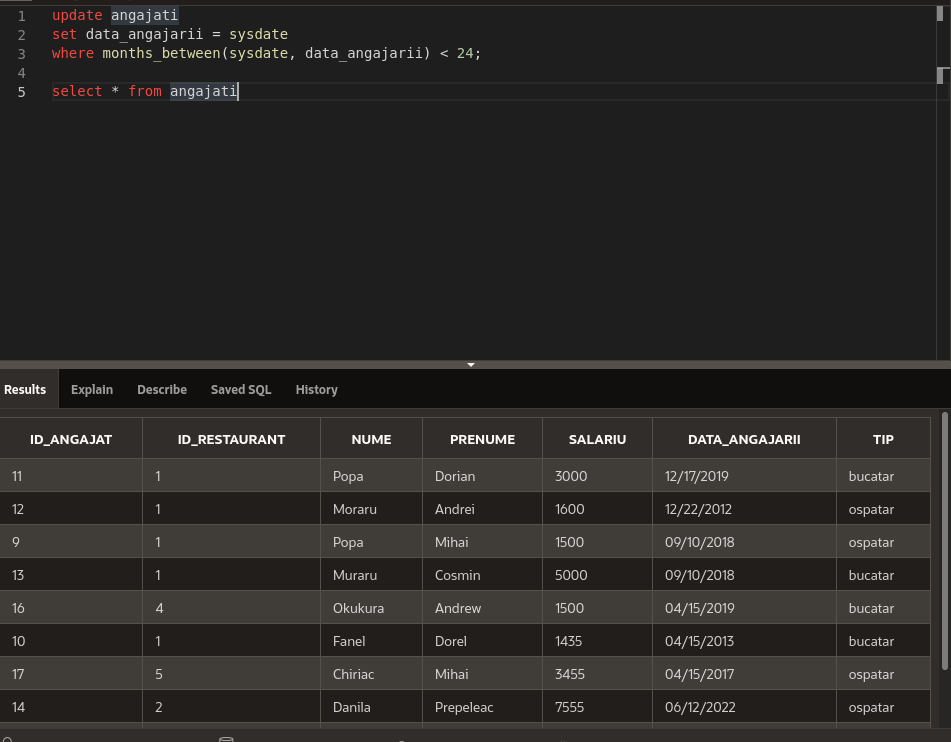 1 update angajati
2 set data_angajarii = sysdate
3 where months_between(sysdate, data_angajarii) < 24;
4
5 select * from angajati
Results Explain Describe Saved SQL History
ID_ANGAJAT ID_RESTAURANT NUME PRENUME SALARIU DATA_ANGAJARII TIP
11 1 Popa Dorian 3000 12/17/2019 bucatar
12 1 Moraru Andrei 1600 12/22/2012 ospatar
9 1 Popa Mihai 1500 09/10/2018 ospatar
13 1 Muraru Cosmin 5000 09/10/2018 bucatar
16 4 Okukura Andrew 1500 04/15/2019 bucatar
10 1 Fanel Dorel 1435 04/15/2013 bucatar
17 5 Chiriac Mihai 3455 04/15/2017 ospatar
14 2 Danila Prepeleac 7555 06/12/2022 ospatar